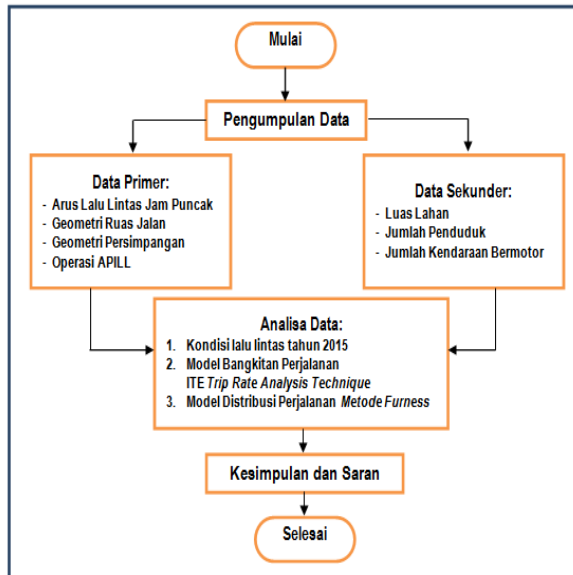 Mulai
Pengumpulan Data
Data Primer:
- Arus Lalu Lintas Jam Puncak
- Geometri Ruas Jalan
- Geometri Persimpangan
- Operasi APILL
Data Sekunder:
- Luas Lahan
- Jumlah Penduduk
- Jumlah Kendaraan Bermotor
Analisa Data:
1. Kondisi lalu lintas tahun 2015
2. Model Bangkitan Perjalanan
ITE Trip Rate Analysis Technique
3. Model Distribusi Perjalanan Metode Furness
Kesimpulan dan Saran
Selesai